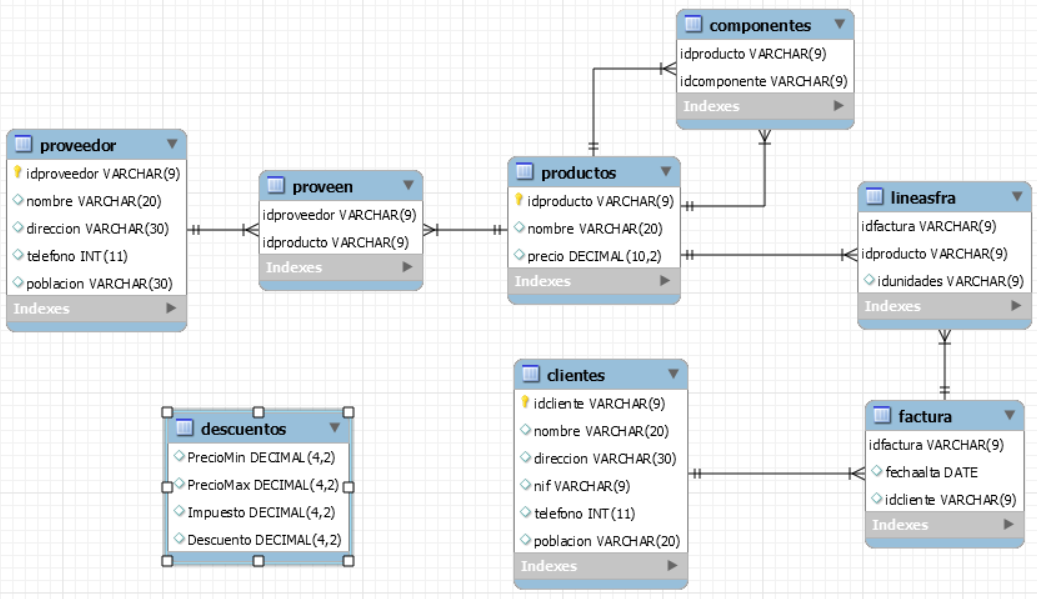 componentes
idproducto VARCHAR(9)
idcomponente VARCHAR(9)
Indexes
proveedor
idproveedor VARCHAR(9)
nombre VARCHAR(20)
direccion VARCHAR(30)
telefono INT(11)
poblacion VARCHAR(30)
Indexes
proveen
idproveedor VARCHAR(9)
idproducto VARCHAR(9)
Indexes
productos
idproducto VARCHAR(9)
nombre VARCHAR(20)
precio DECIMAL(10,2)
Indexes
lineasfra
idfactura VARCHAR(9)
idproducto VARCHAR(9)
idunidades VARCHAR(9)
Indexes
descuentos
PrecioMin DECIMAL(4,2)
PrecioMax DECIMAL(4,2)
Impuesto DECIMAL(4,2)
Descuento DECIMAL(4,2)
clientes
idcliente VARCHAR(9)
nombre VARCHAR(20)
direccion VARCHAR(30)
nif VARCHAR(9)
telefono INT(11)
poblacion VARCHAR(20)
Indexes
factura
idfactura VARCHAR(9)
fechaalta DATE
idcliente VARCHAR(9)
Indexes